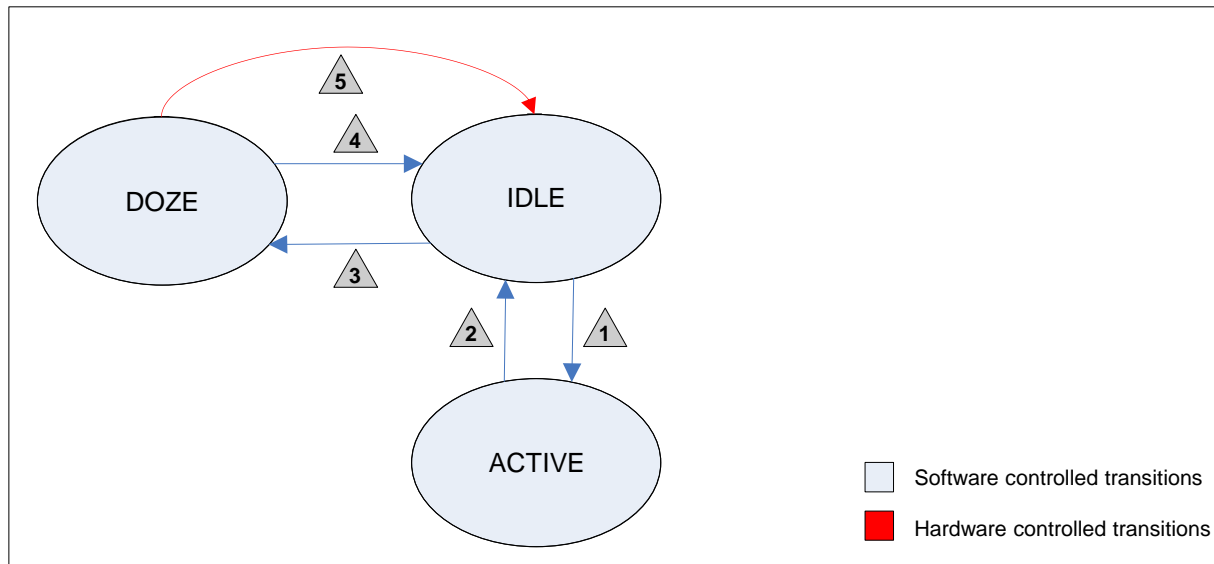 5
4
DOZE
IDLE
3
2
1
ACTIVE
Software controlled transitions
Hardware controlled transitions